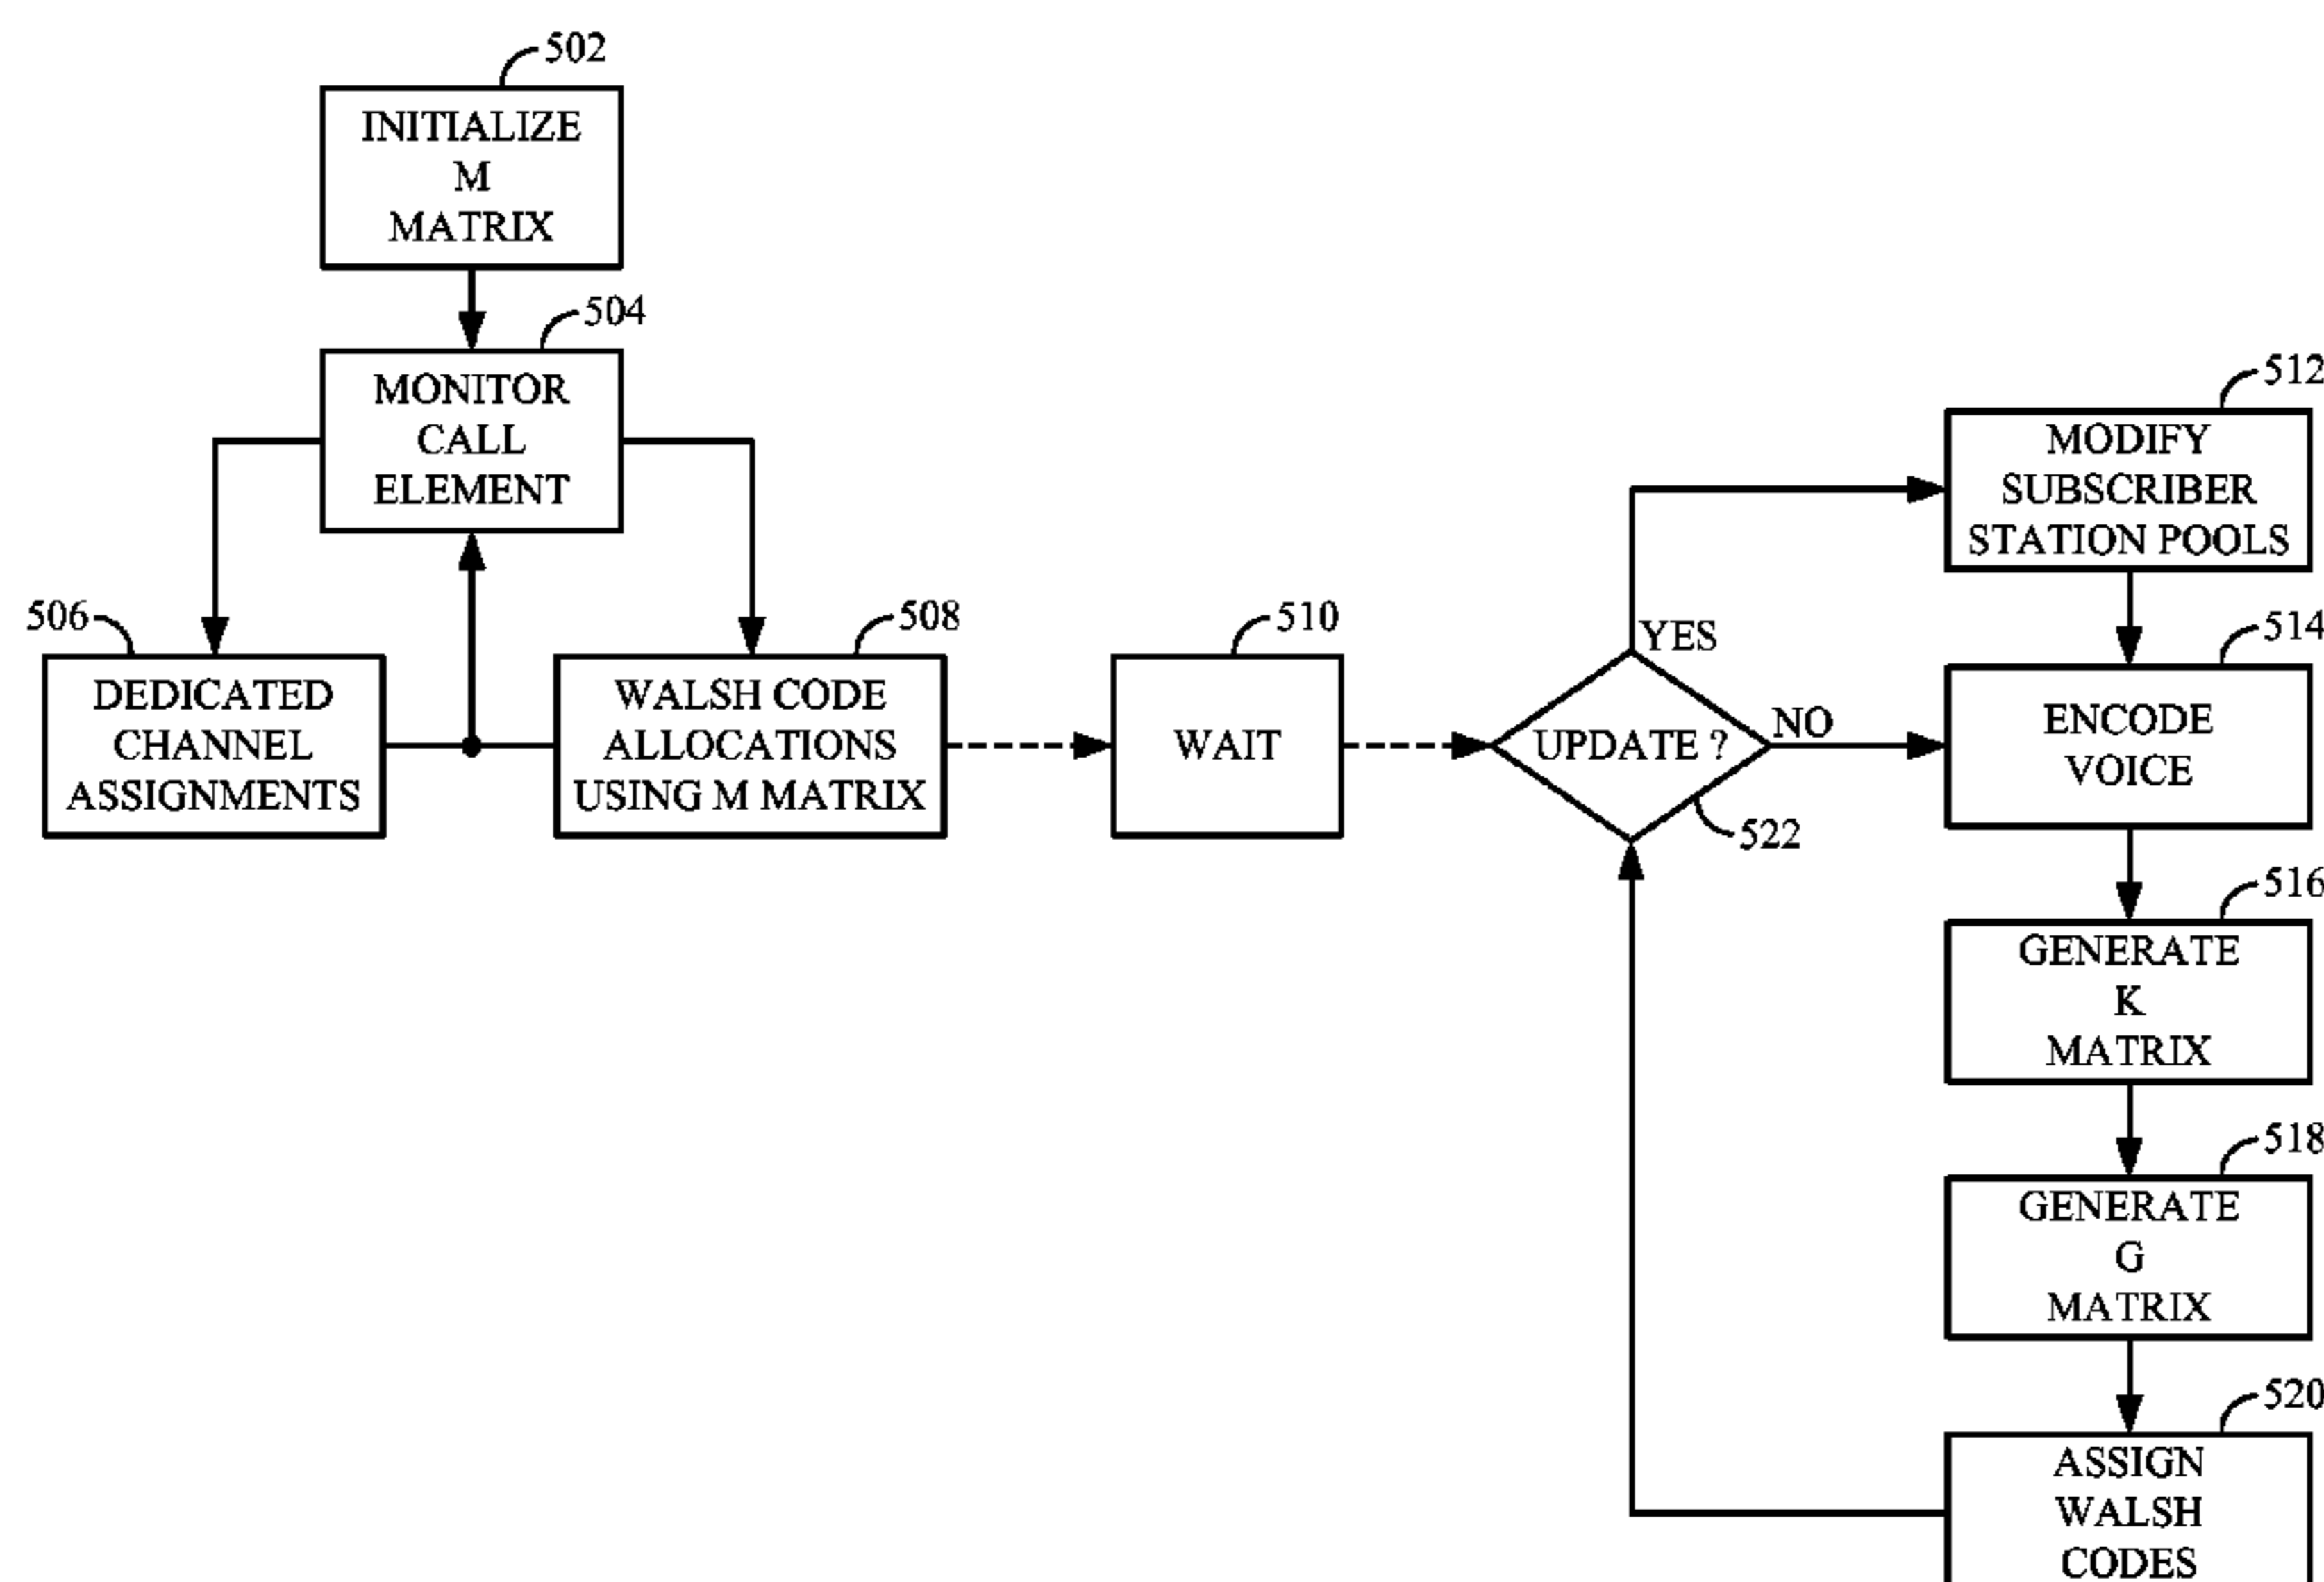 502
INITIALIZE
M
MATRIX
504
MONITOR
CALL
ELEMENT
506
DEDICATED
CHANNEL
ASSIGNMENTS
508
WALSH CODE
ALLOCATIONS
USING M MATRIX
510
WAIT
UPDATE ?
YES
NO
522
512
MODIFY
SUBSCRIBER
STATION POOLS
514
ENCODE
VOICE
516
GENERATE
K
MATRIX
518
GENERATE
G
MATRIX
520
ASSIGN
WALSH
CODES